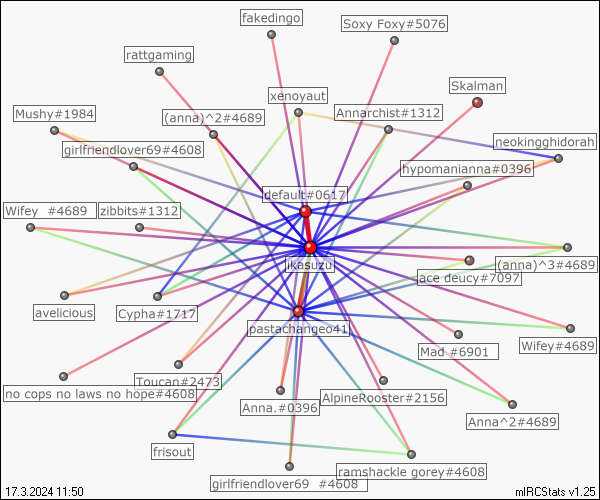 fakedingo
Soxy Foxy#5076
rattgaming
Skalman
xenoyaut
Mushy#1984
(anna)^2#4689
Annarchist#1312
neokingghidorah
girlfriendlover69#4608
hypomanianna#0396
default#0617
Wifey #4689
zibbits#1312
ikasuzu
(anna)^3#4689
ace deucy#7097
avelicious
Cypha#1717
pastachangeo41
Wifey#4689
Mad #6901
Toucan#2473
no cops no laws no hope#4608
AlpineRooster#2156
Anna.#0396
Anna^2#4689
frisout
ramshackle gorey#4608
girlfriendlover69 #4608
17.3.2024 11:50
mIRCStats v1.25